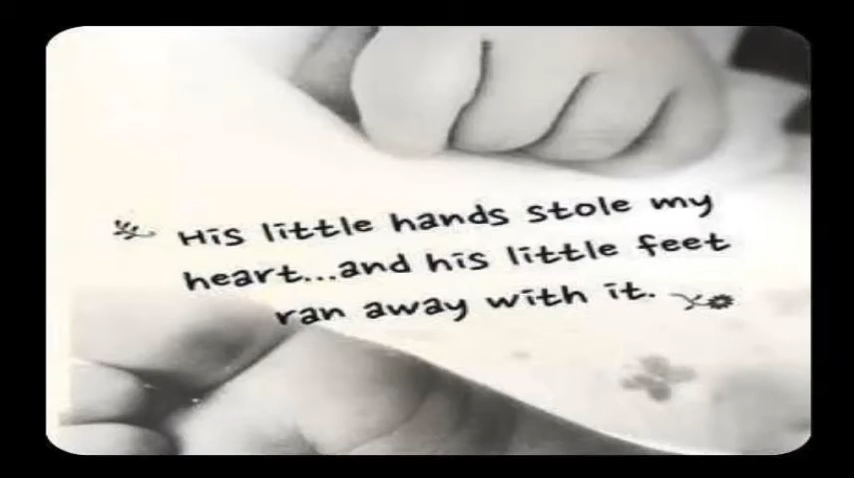 His little hands stole my
heart...and his little feet
ran away with it.